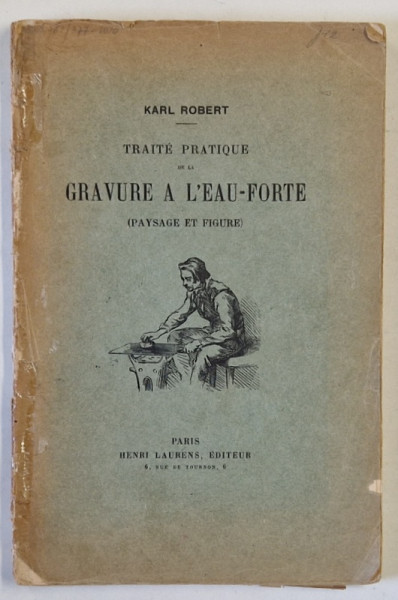 KARL ROBERT
TRAITÉ PRATIQUE
DE LA
GRAVURE A L'EAU-FORTE
(PAYSAGE ET FIGURE)
PARIS
HENRI LAURENS, ÉDITEUR
6, RUE DE TOURNON, 6